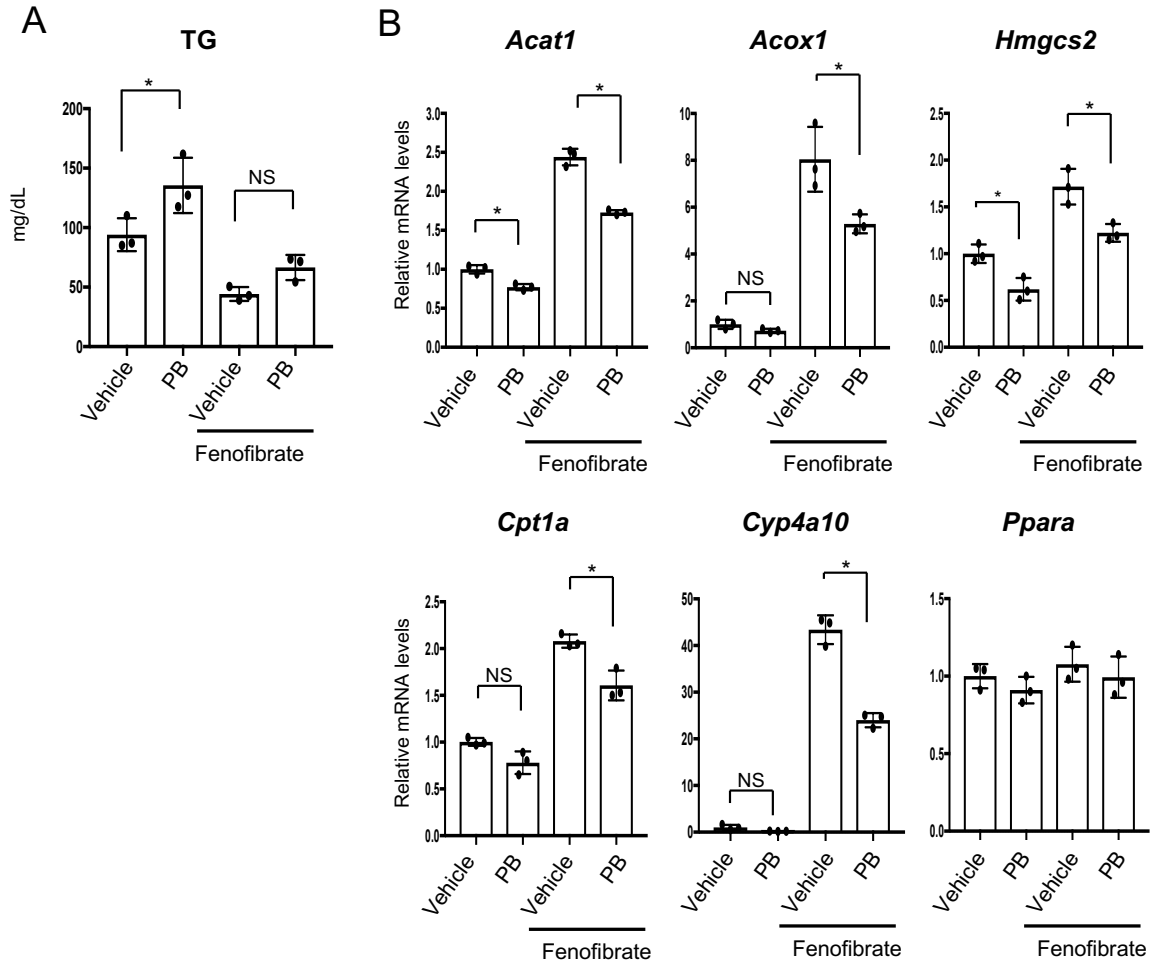 A
B
TG
Acat1
Acox1
Hmgcs2
mg/dL
200
150
100
50
0
*
NS
Vehicle
PB
Vehicle
PB
Fenofibrate
Relative mRNA levels
3.0
2.5
2.0
1.5
1.0
0.5
0.0
*
*
Vehicle
PB
Vehicle
PB
Fenofibrate
10
8
6
4
2
0
NS
*
Vehicle
PB
Vehicle
PB
Fenofibrate
2.5
2.0
1.5
1.0
0.5
0.0
*
*
Vehicle
PB
Vehicle
PB
Fenofibrate
Cpt1a
Cyp4a10
Ppara
Relative mRNA levels
2.5
2.0
1.5
1.0
0.5
0.0
NS
*
Vehicle
PB
Vehicle
PB
Fenofibrate
50
40
30
20
10
0
NS
*
Vehicle
PB
Vehicle
PB
Fenofibrate
1.5
1.0
0.5
0.0
Vehicle
PB
Vehicle
PB
Fenofibrate